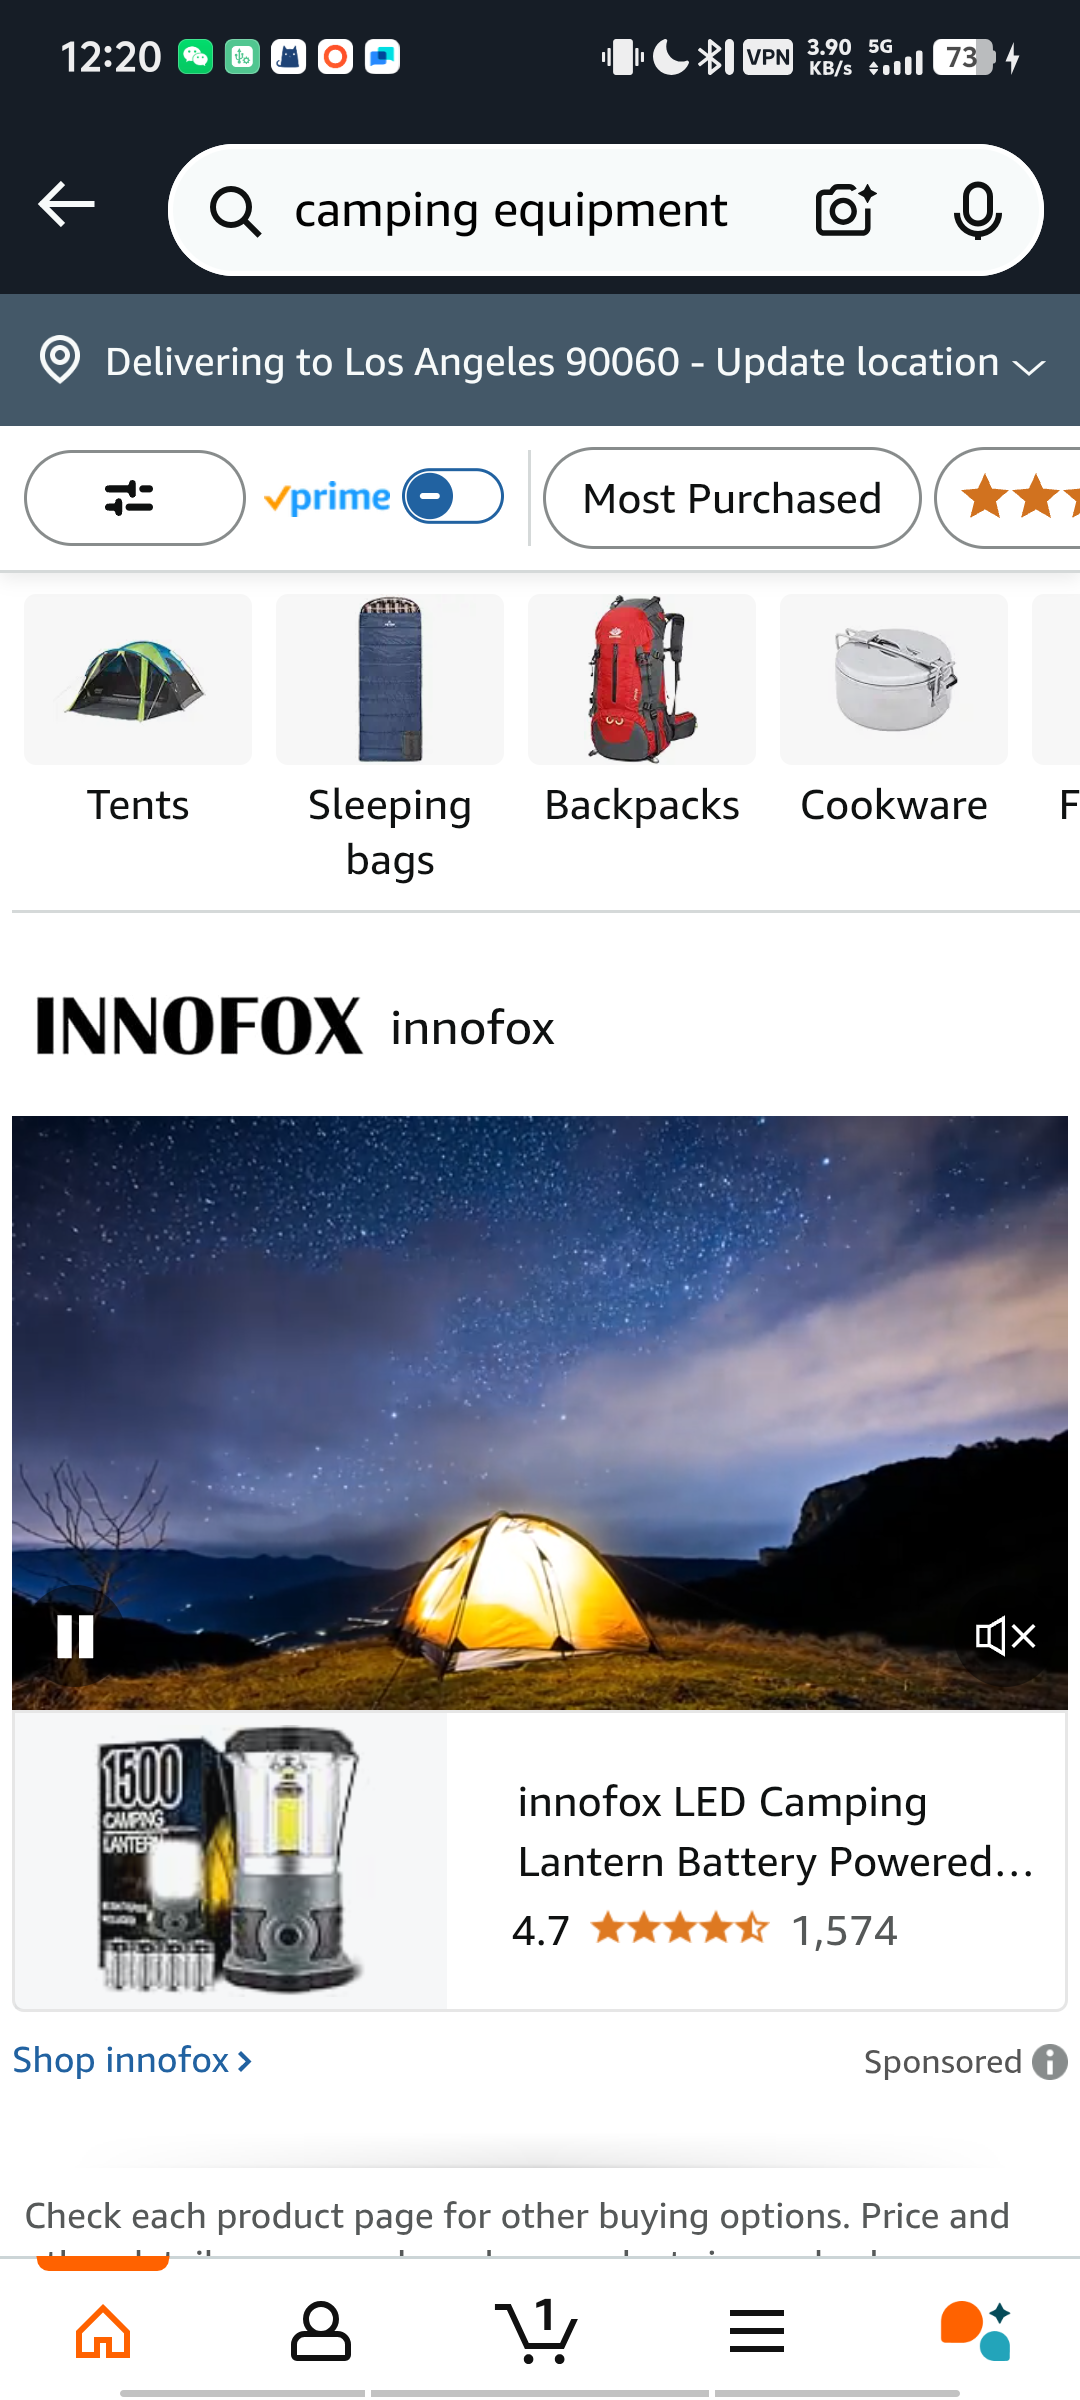 12:20
VPN
3.90 KB/s
5G
73
camping equipment
Delivering to Los Angeles 90060 - Update location
prime
Most Purchased
Tents
Sleeping bags
Backpacks
Cookware
F
INNOFOX
innofox
1500
CAMPING
LANTERN
innofox LED Camping
Lantern Battery Powered...
4.7
1,574
Shop innofox
Sponsored
Check each product page for other buying options. Price and
1